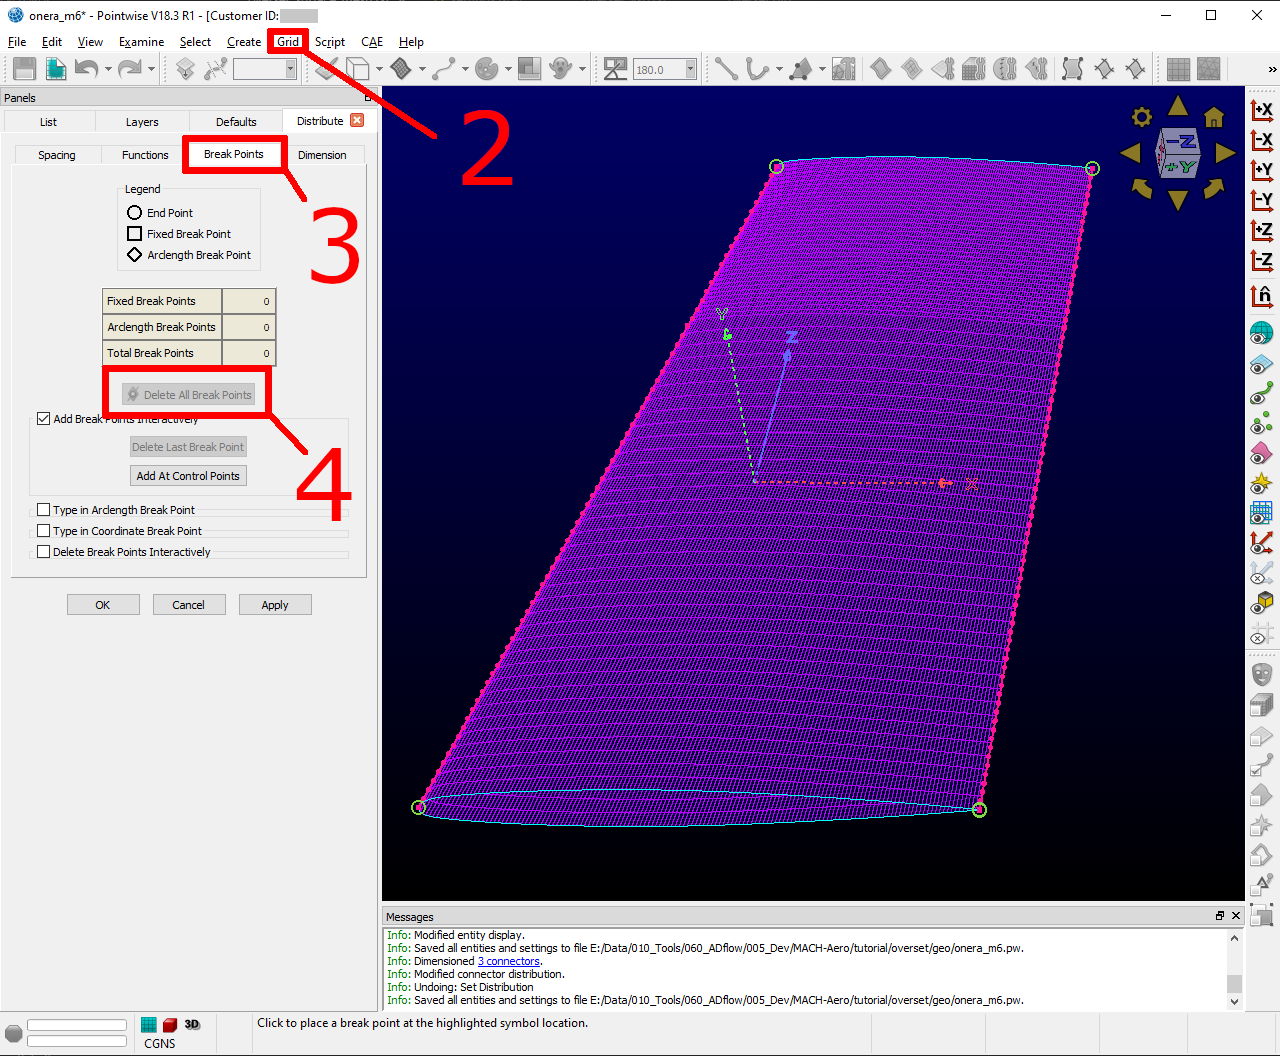 onera_m6* - Pointwise V18.3 R1 - [Customer ID:
File Edit View Examine Select Create Grid Script CAE Help
180.0
»
Panels
List Layers Defaults Distribute
Spacing Functions Break Points Dimension
2
3
4
Legend
End Point
Fixed Break Point
Arclength Break Point
Fixed Break Points 0
Arclength Break Points 0
Total Break Points 0
Delete All Break Points
Add Break Points Interactively
Delete Last Break Point
Add At Control Points
Type in Arclength Break Point
Type in Coordinate Break Point
Delete Break Points Interactively
OK Cancel Apply
Y
Z
X
-Z
+Y
+X
-X
+Y
-Y
+Z
-Z
n̂
Messages
Info: Modified entity display.
Info: Saved all entities and settings to file E:/Data/010_Tools/060_ADflow/005_Dev/MACH-Aero/tutorial/overset/geo/onera_m6.pw.
Info: Dimensioned 3 connectors.
Info: Modified connector distribution.
Info: Undoing: Set Distribution
Info: Saved all entities and settings to file E:/Data/010_Tools/060_ADflow/005_Dev/MACH-Aero/tutorial/overset/geo/onera_m6.pw.
3D
CGNS
Click to place a break point at the highlighted symbol location.